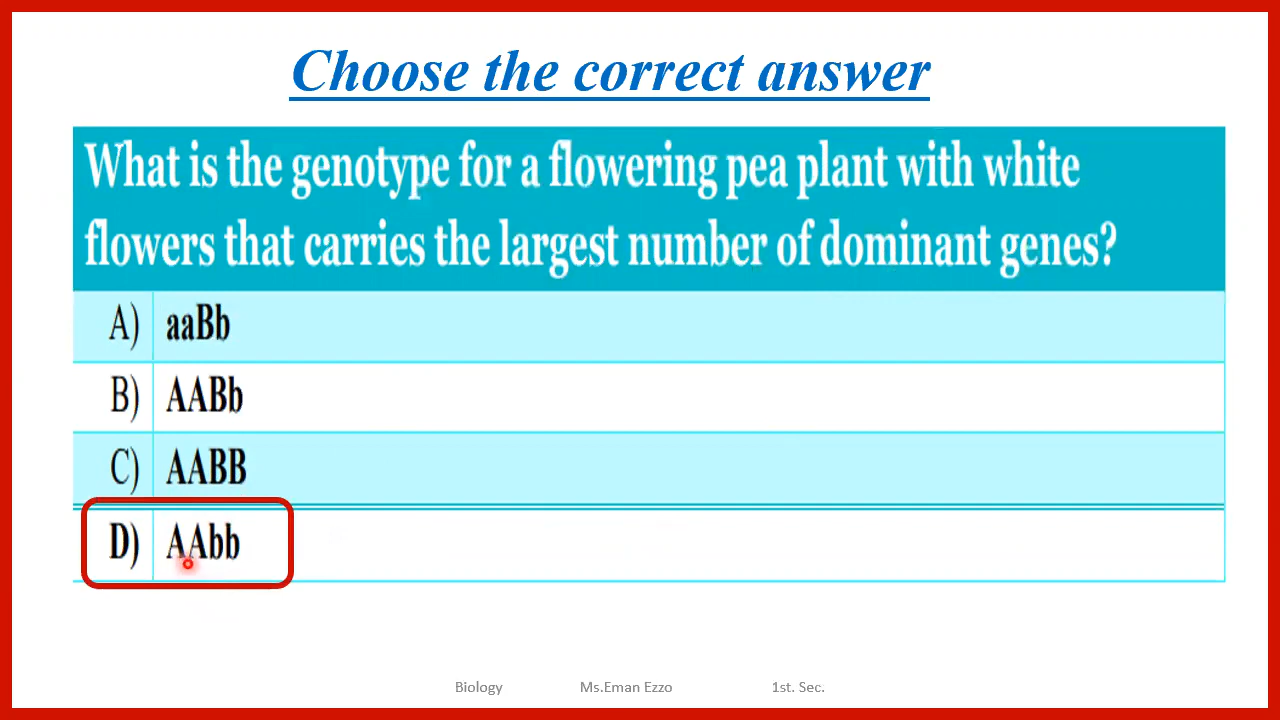 Choose the correct answer
What is the genotype for a flowering pea plant with white
flowers that carries the largest number of dominant genes?
A) aaBb
B) AABb
C) AABB
D) AAbb
Biology Ms.Eman Ezzo 1st. Sec.